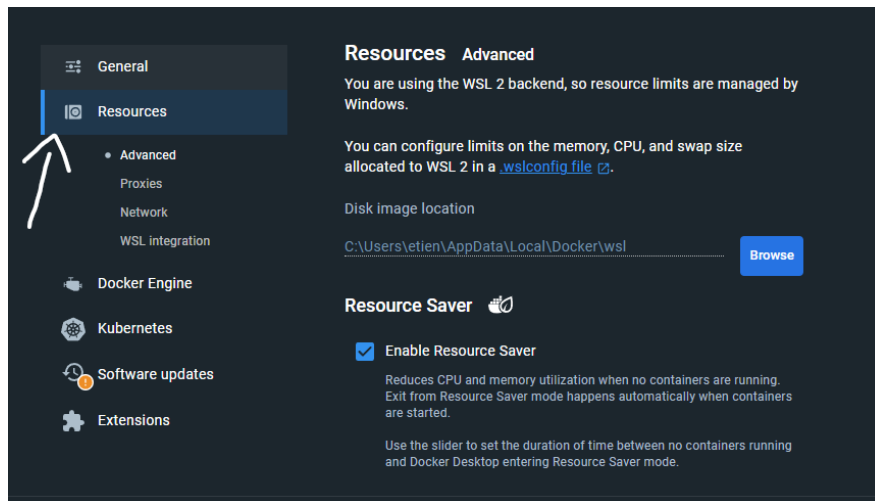 General
Resources
Advanced
Proxies
Network
WSL integration
Docker Engine
Kubernetes
Software updates
Extensions
Resources Advanced
You are using the WSL 2 backend, so resource limits are managed by
Windows.
You can configure limits on the memory, CPU, and swap size
allocated to WSL 2 in a .wslconfig file.
Disk image location
C:\Users\etien\AppData\Local\Docker\wsl
Browse
Resource Saver
Enable Resource Saver
Reduces CPU and memory utilization when no containers are running.
Exit from Resource Saver mode happens automatically when containers
are started.
Use the slider to set the duration of time between no containers running
and Docker Desktop entering Resource Saver mode.